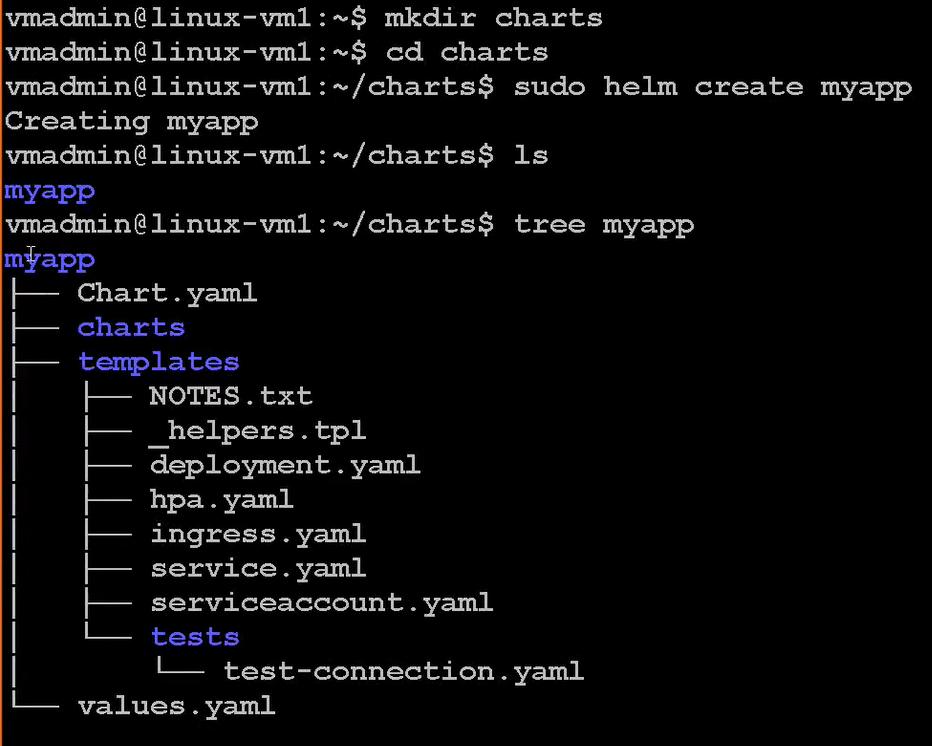 vmadmin@linux-vm1:~$ mkdir charts
vmadmin@linux-vm1:~$ cd charts
vmadmin@linux-vm1:~/charts$ sudo helm create myapp
Creating myapp
vmadmin@linux-vm1:~/charts$ ls
myapp
vmadmin@linux-vm1:~/charts$ tree myapp
myapp
├── Chart.yaml
├── charts
├── templates
│   ├── NOTES.txt
│   ├── _helpers.tpl
│   ├── deployment.yaml
│   ├── hpa.yaml
│   ├── ingress.yaml
│   ├── service.yaml
│   ├── serviceaccount.yaml
│   └── tests
│       └── test-connection.yaml
└── values.yaml